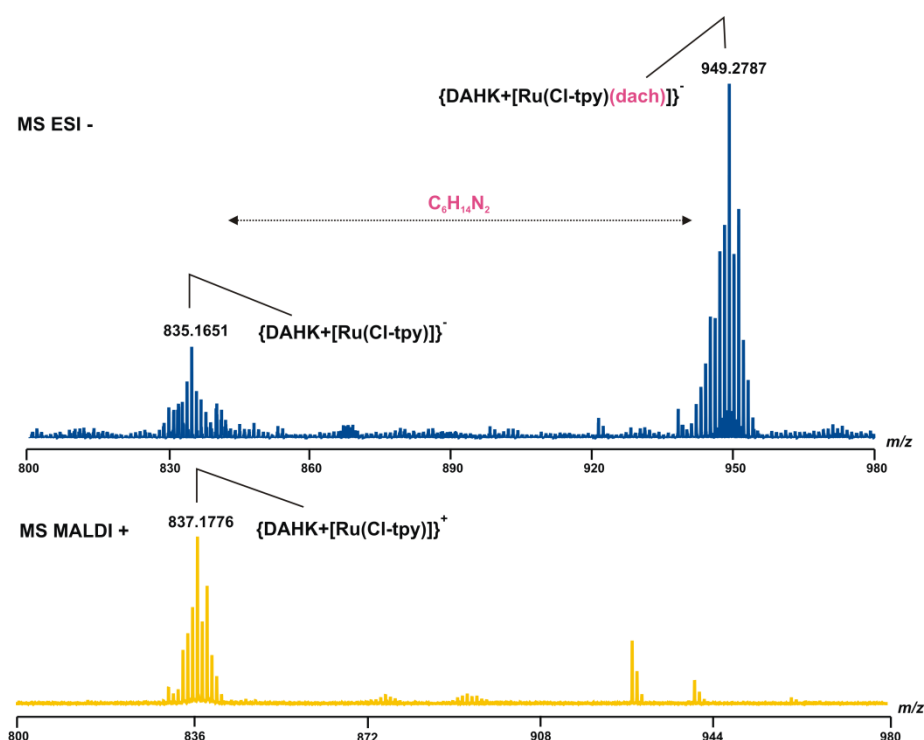 949.2787
{DAHK+[Ru(Cl-tpy)(dach)]}⁻
MS ESI -
C₆H₁₄N₂
835.1651
{DAHK+[Ru(Cl-tpy)]}⁻
m/z
800 830 860 890 920 950 980
MS MALDI +
837.1776
{DAHK+[Ru(Cl-tpy)]}⁺
m/z
800 836 872 908 944 980